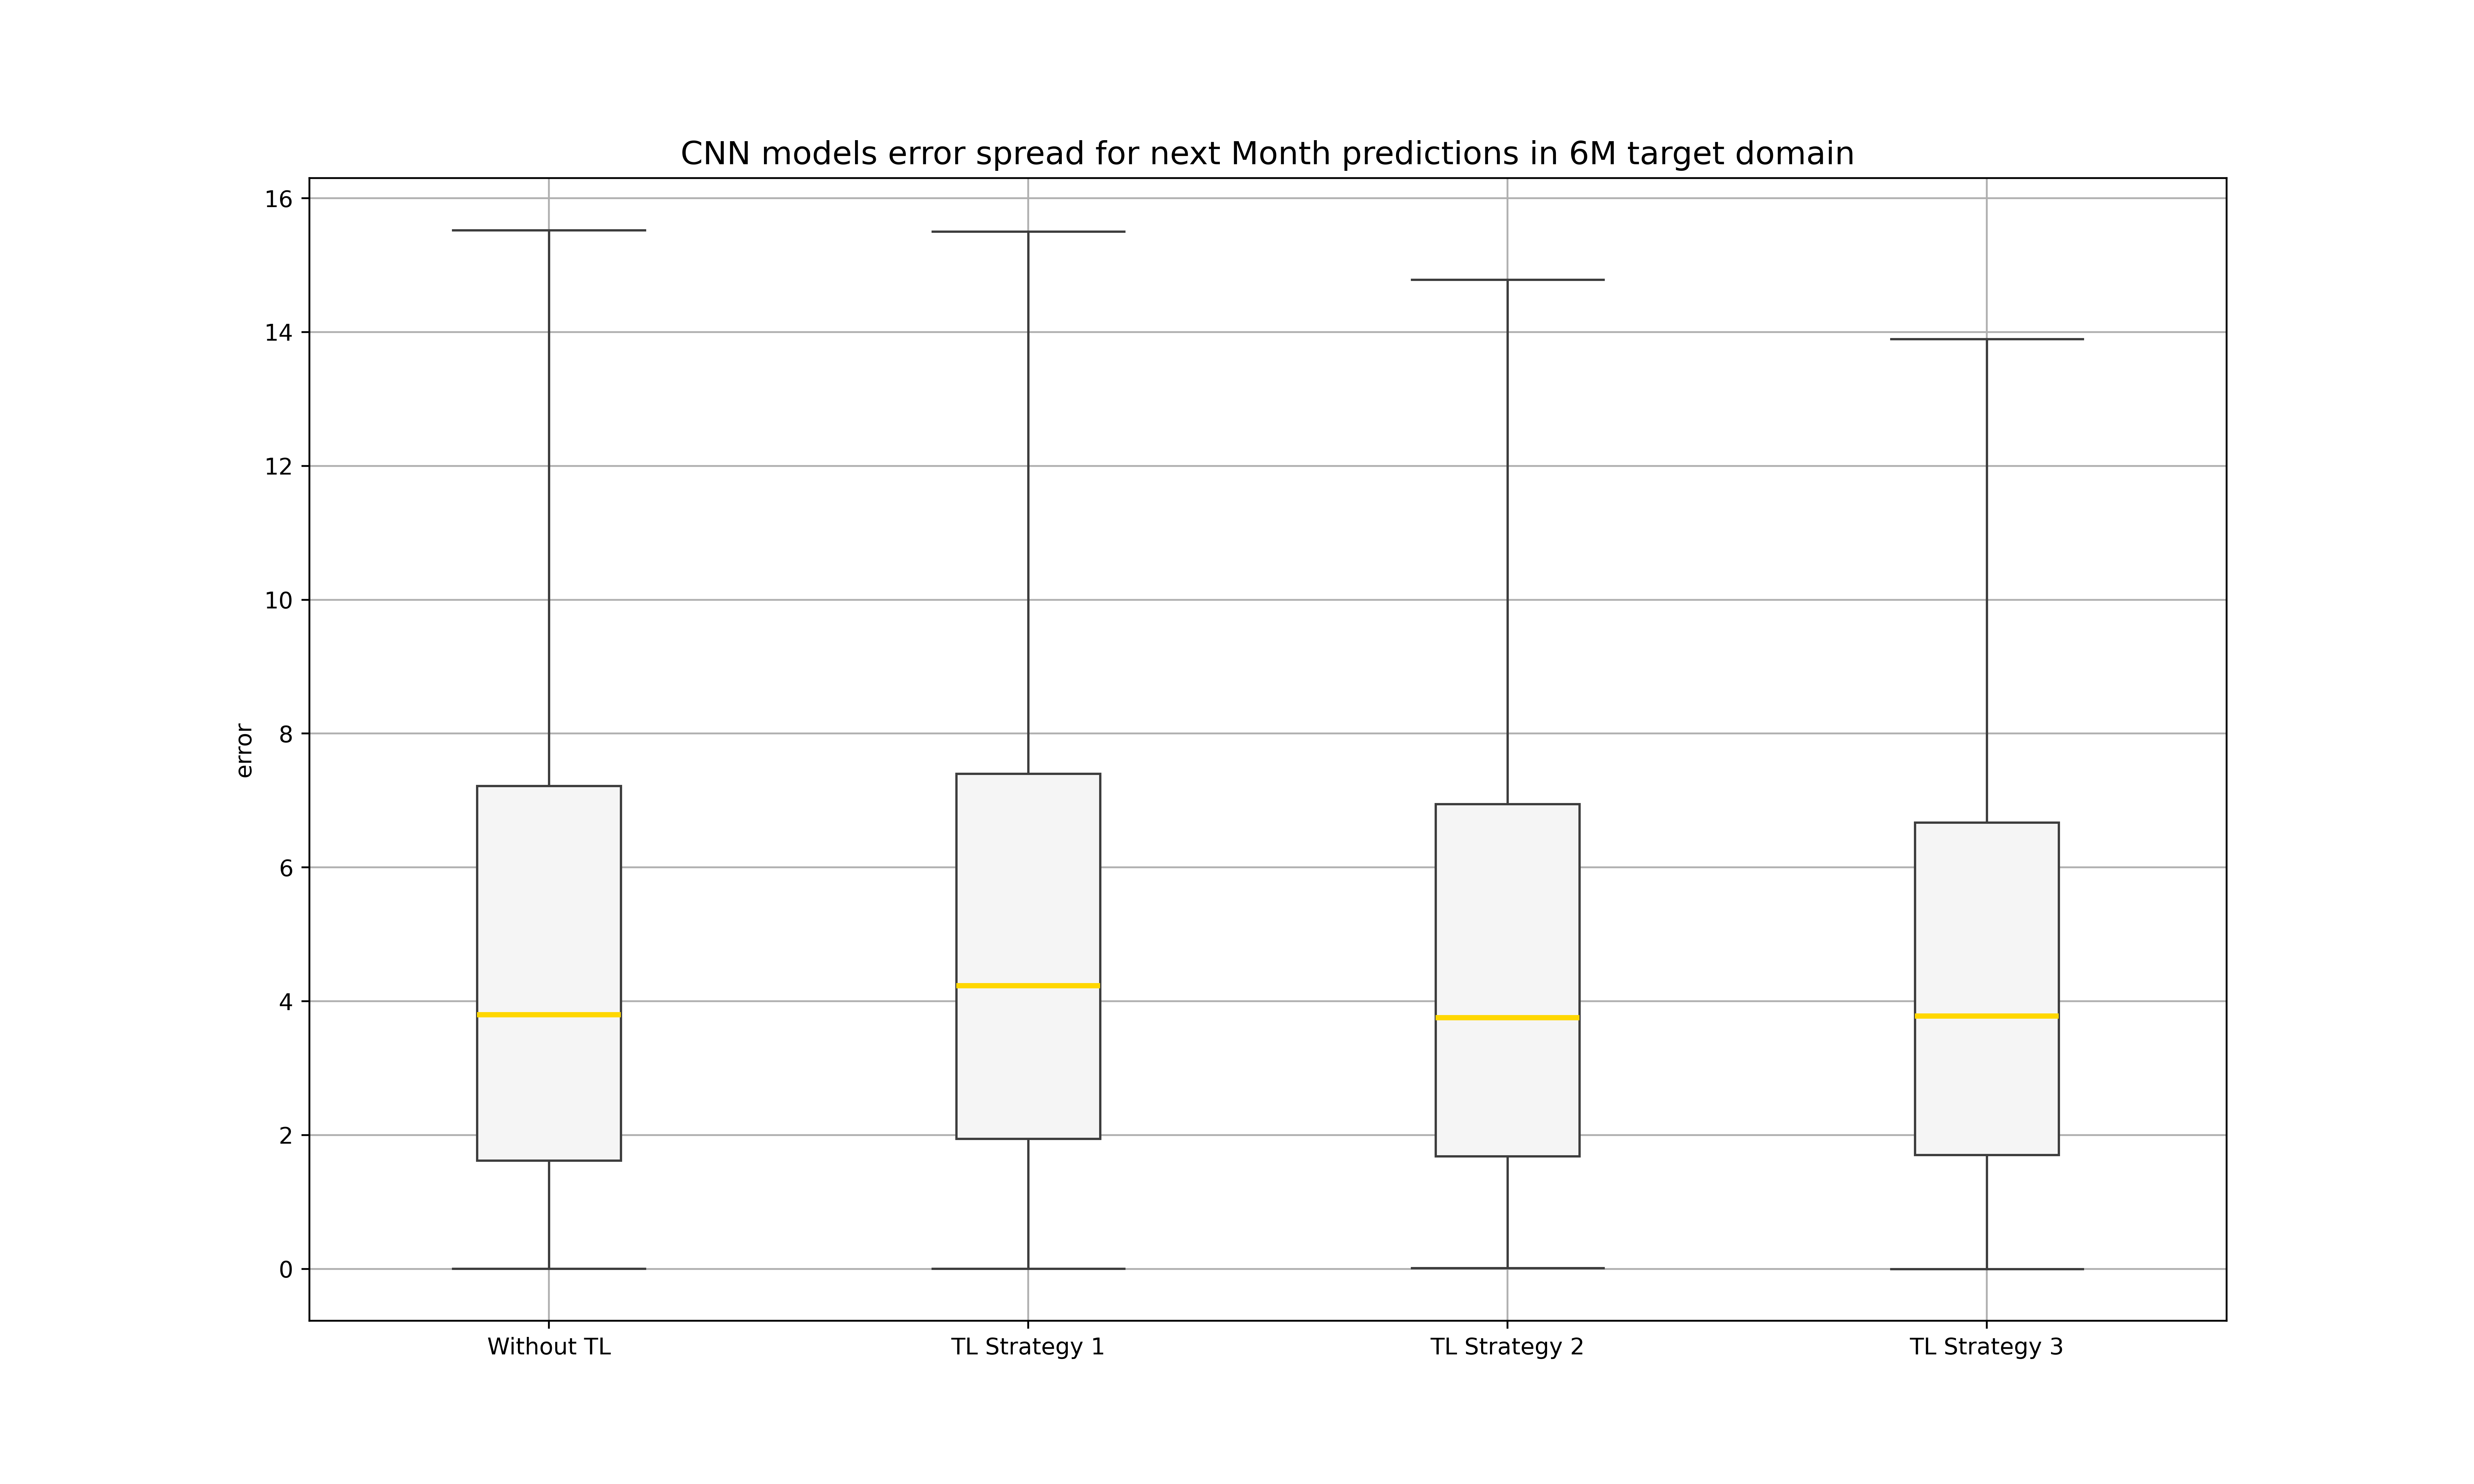 CNN models error spread for next Month predictions in 6M target domain
16
14
12
10
8
6
4
2
0
error
Without TL
TL Strategy 1
TL Strategy 2
TL Strategy 3